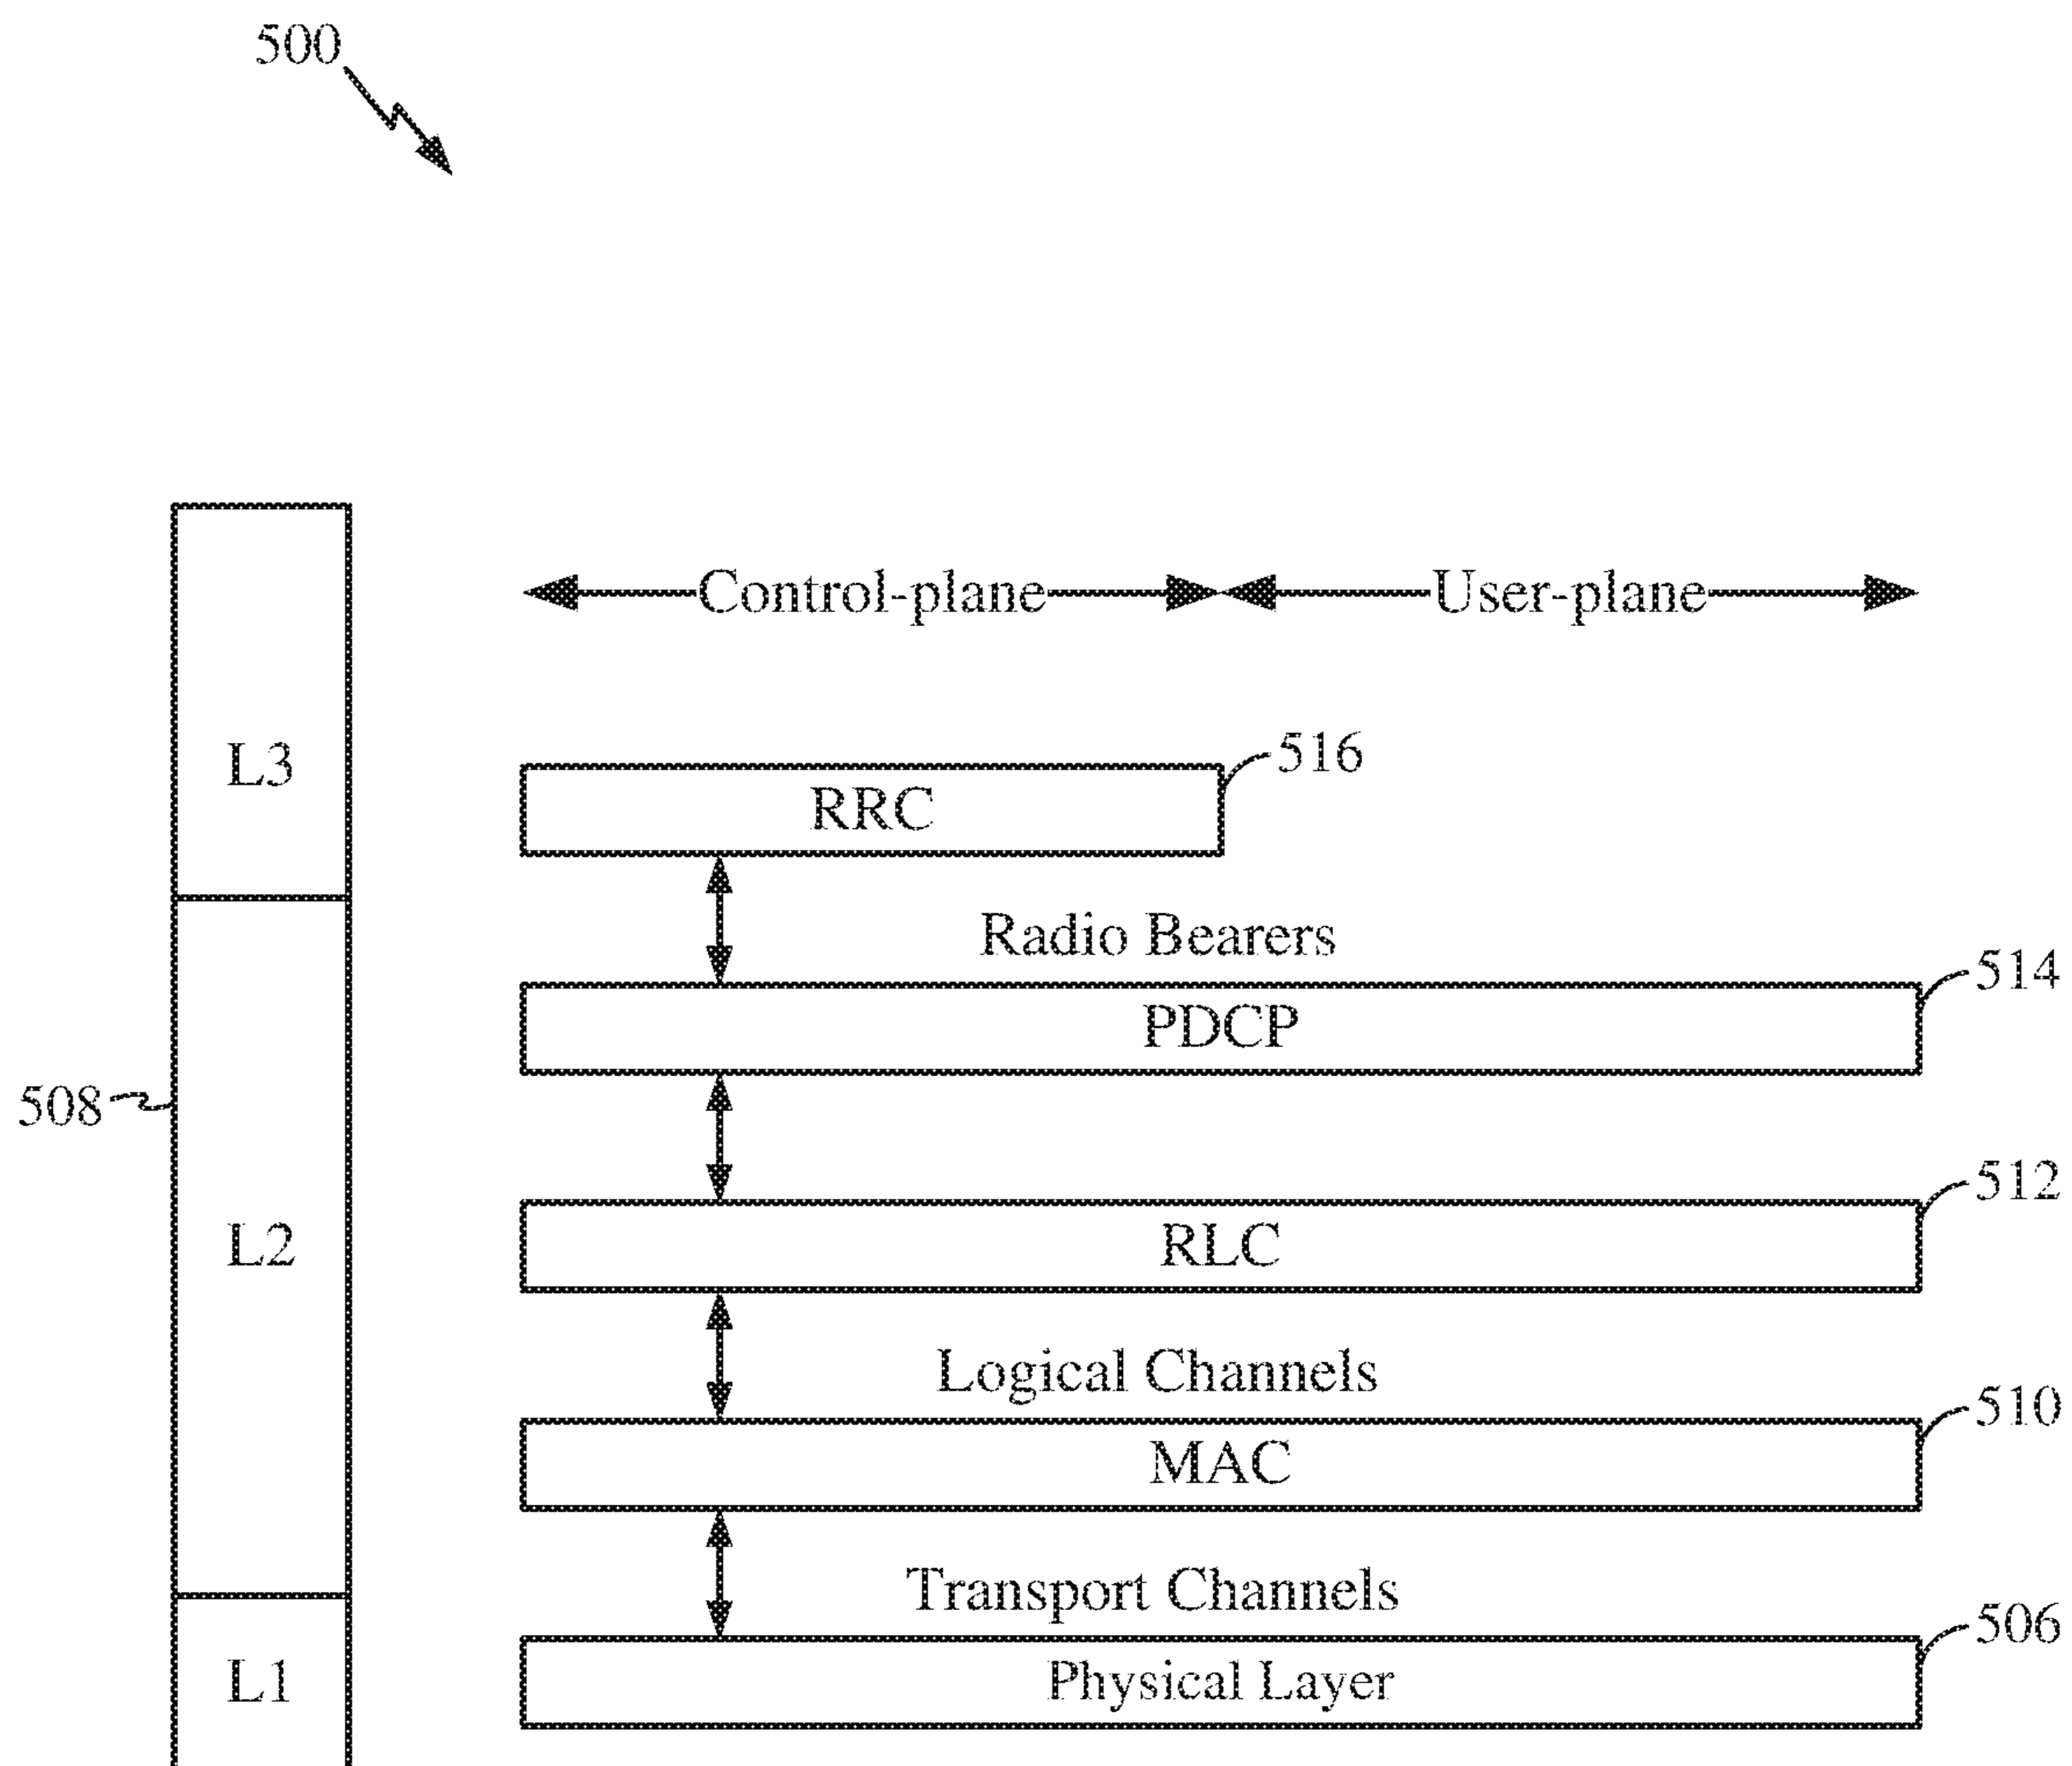 500
Control-plane User-plane
L3
516
RRC
Radio Bearers
514
PDCP
508
512
L2
RLC
Logical Channels
510
MAC
Transport Channels
506
L1
Physical Layer